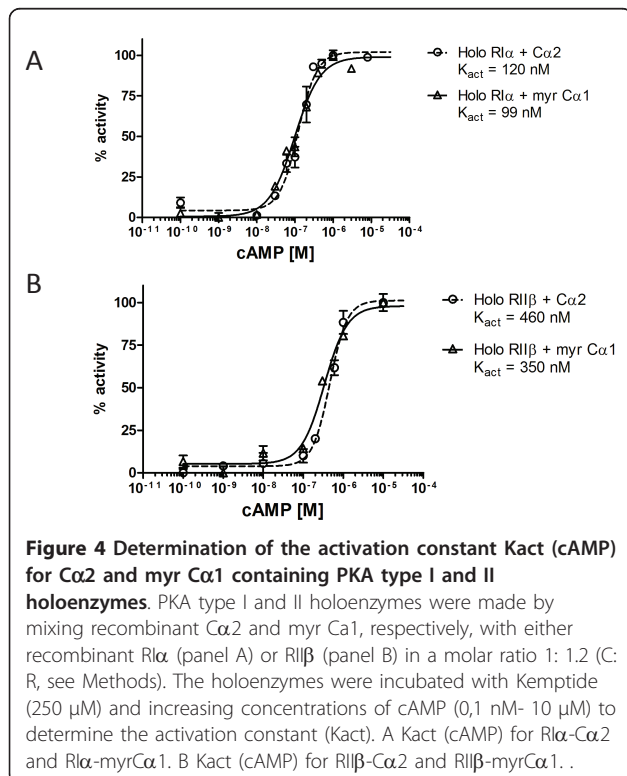 A
% activity
100
75
50
25
0
10-11 10-10 10-9 10-8 10-7 10-6 10-5 10-4
cAMP [M]
Holo RIα + Cα2
Kact = 120 nM
Holo RIα + myr Cα1
Kact = 99 nM
B
% activity
100
75
50
25
0
10-11 10-10 10-9 10-8 10-7 10-6 10-5 10-4
cAMP [M]
Holo RIIβ + Cα2
Kact = 460 nM
Holo RIIβ + myr Cα1
Kact = 350 nM
Figure 4 Determination of the activation constant Kact (cAMP)
for Cα2 and myr Cα1 containing PKA type I and II
holoenzymes. PKA type I and II holoenzymes were made by
mixing recombinant Cα2 and myr Ca1, respectively, with either
recombinant RIα (panel A) or RIIβ (panel B) in a molar ratio 1: 1.2 (C:
R, see Methods). The holoenzymes were incubated with Kemptide
(250 μM) and increasing concentrations of cAMP (0,1 nM- 10 μM) to
determine the activation constant (Kact). A Kact (cAMP) for RIα-Cα2
and RIα-myrCα1. B Kact (cAMP) for RIIβ-Cα2 and RIIβ-myrCα1. .